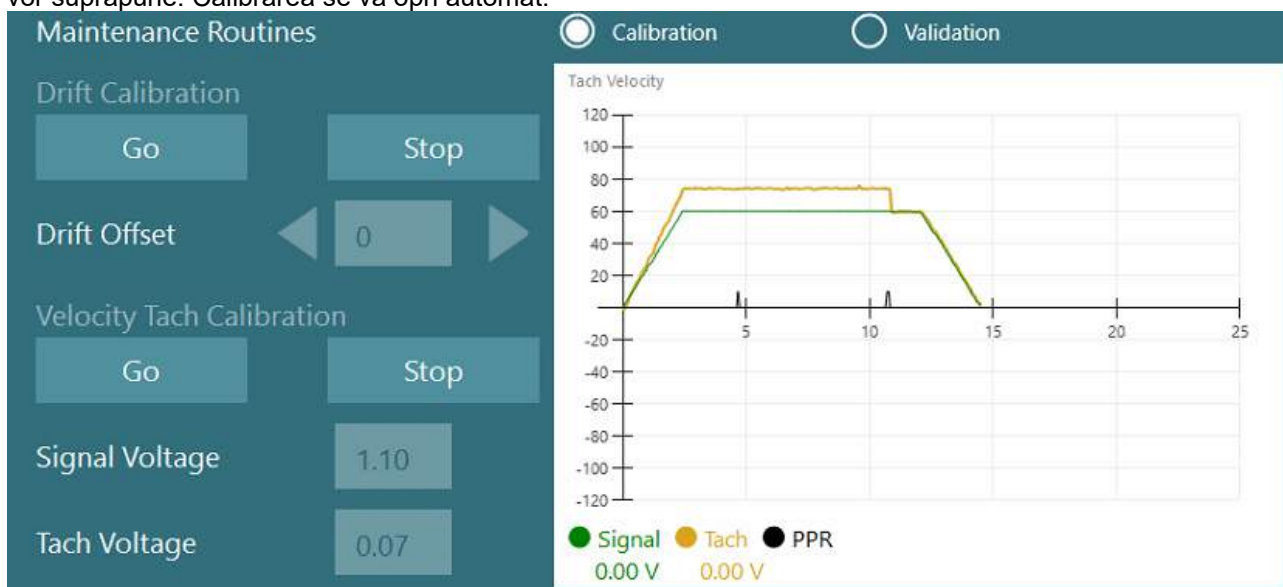 vor suprapune. Calibrarea se va opri automat.
Maintenance Routines
Calibration
Validation
Drift Calibration
Go
Stop
Drift Offset
0
Velocity Tach Calibration
Go
Stop
Signal Voltage
1.10
Tach Voltage
0.07
Tach Velocity
120
100
80
60
40
20
-20
-40
-60
-80
-100
-120
5
10
15
20
25
Signal
Tach
PPR
0.00 V
0.00 V